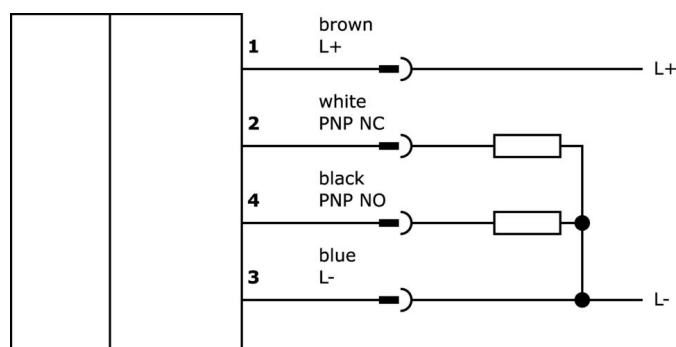 brown
1 L+
L+
white
2 PNP NC
black
4 PNP NO
blue
3 L-
L-